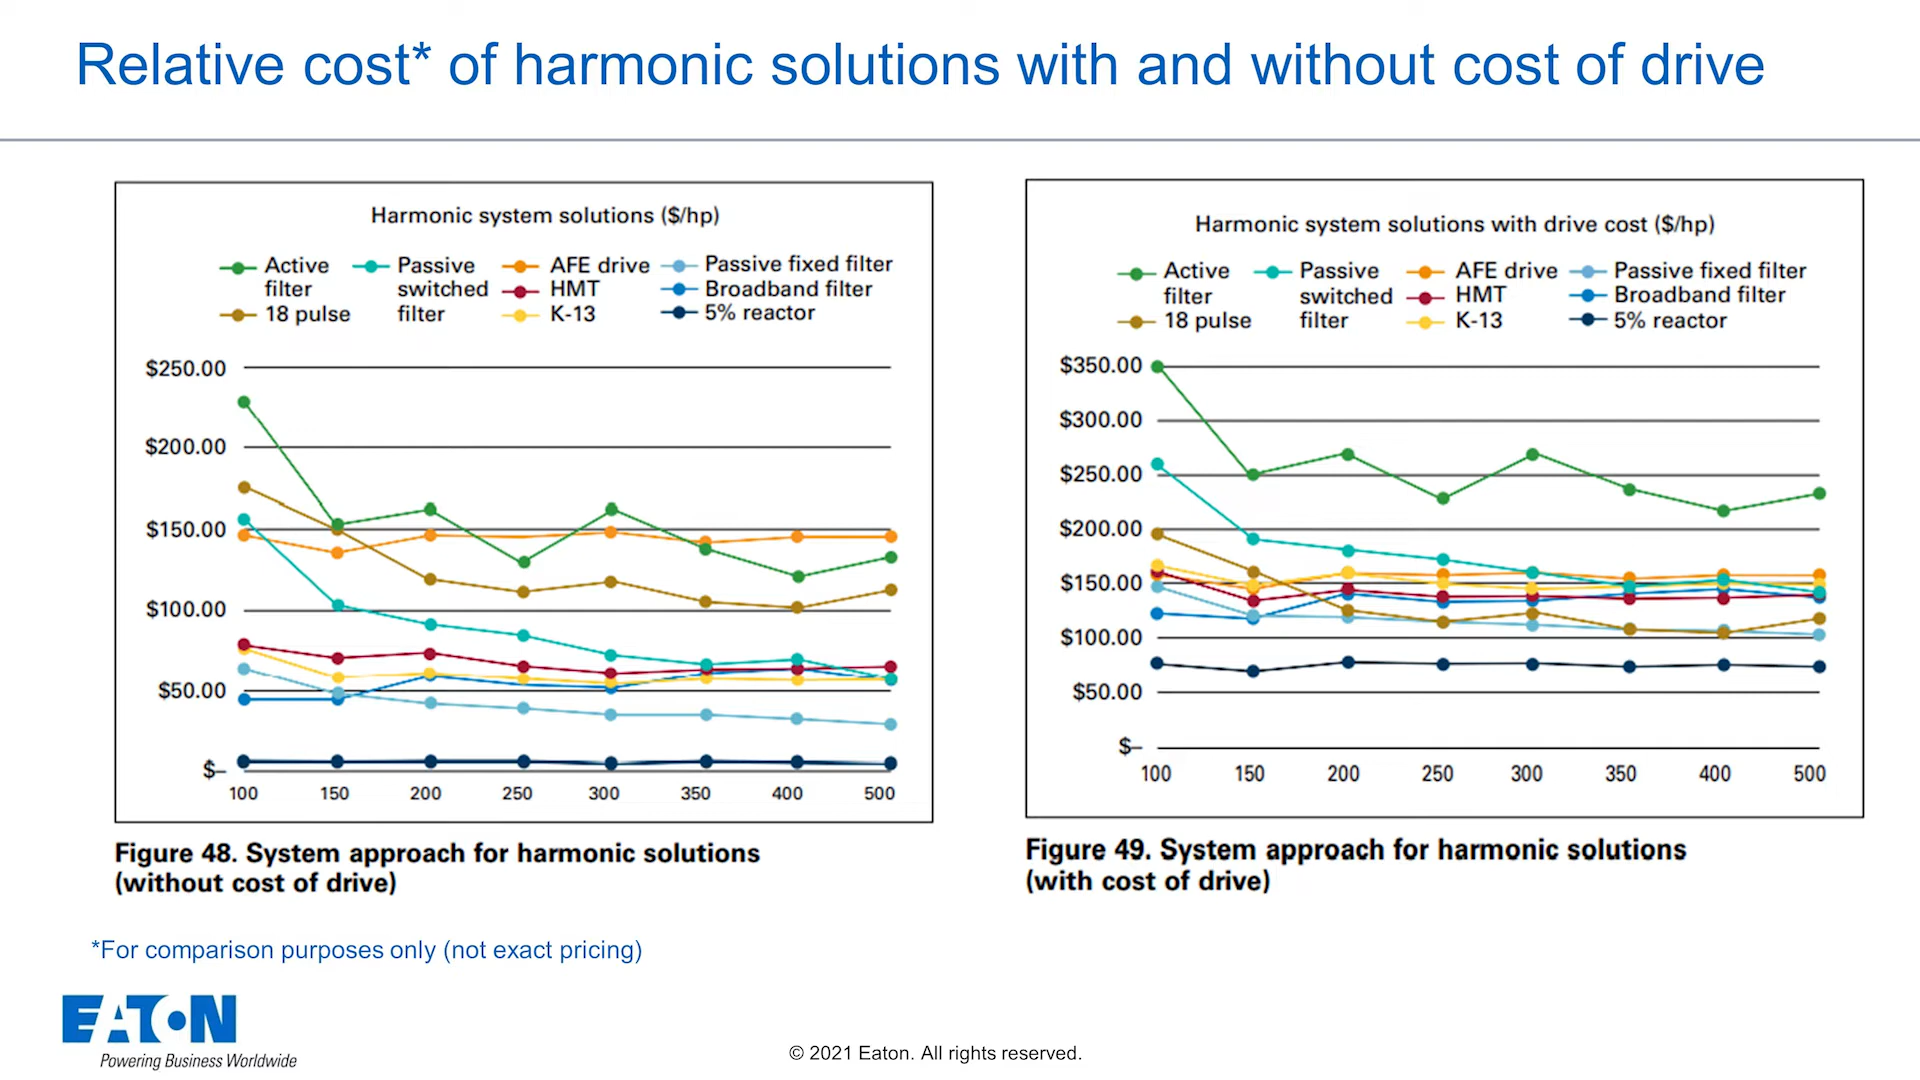 Relative cost* of harmonic solutions with and without cost of drive
Harmonic system solutions ($/hp)
Active filter
Passive switched filter
AFE drive
Passive fixed filter
HMT
Broadband filter
18 pulse
K-13
5% reactor
$250.00
$200.00
$150.00
$100.00
$50.00
$–
100 150 200 250 300 350 400 500
Figure 48. System approach for harmonic solutions
(without cost of drive)
Harmonic system solutions with drive cost ($/hp)
Active filter
Passive switched filter
AFE drive
Passive fixed filter
HMT
Broadband filter
18 pulse
K-13
5% reactor
$350.00
$300.00
$250.00
$200.00
$150.00
$100.00
$50.00
$–
100 150 200 250 300 350 400 500
Figure 49. System approach for harmonic solutions
(with cost of drive)
*For comparison purposes only (not exact pricing)
EATON
Powering Business Worldwide
© 2021 Eaton. All rights reserved.